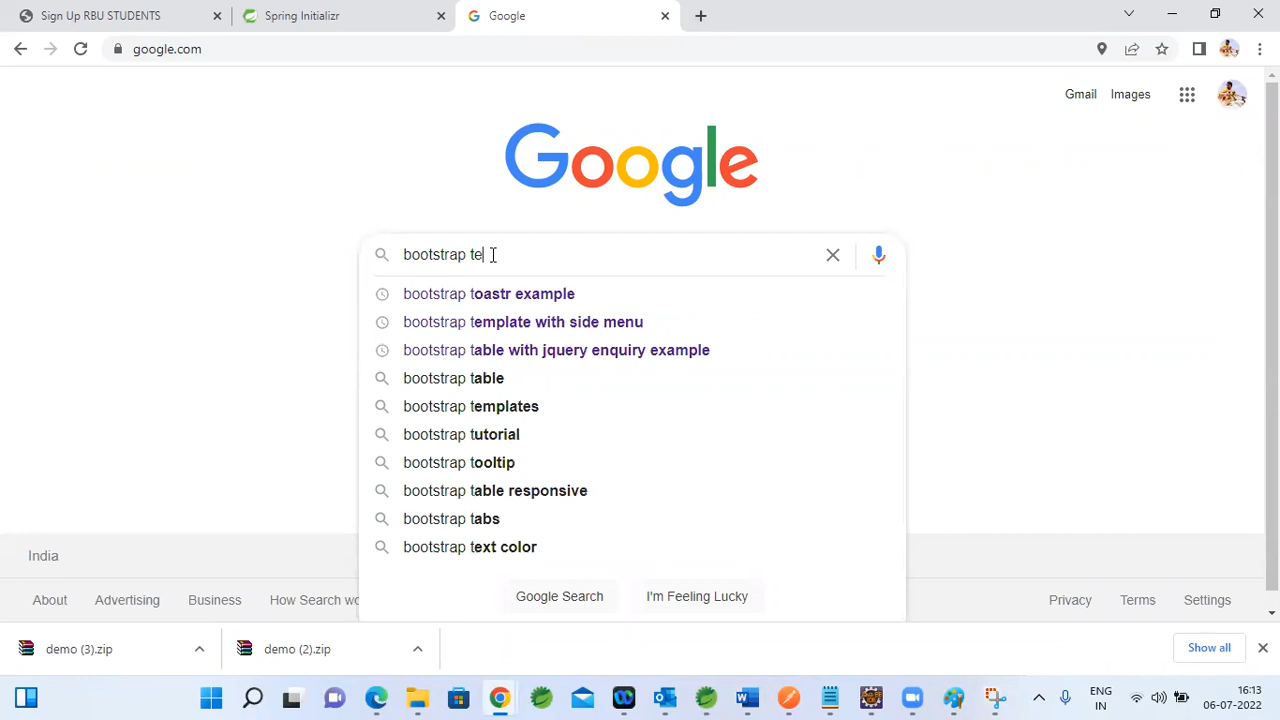 Sign Up RBU STUDENTS
Spring Initializr
Google
google.com
Gmail
Images
Google
bootstrap te
bootstrap toastr example
bootstrap template with side menu
bootstrap table with jquery enquiry example
bootstrap table
bootstrap templates
bootstrap tutorial
bootstrap tooltip
bootstrap table responsive
bootstrap tabs
bootstrap text color
Google Search
I'm Feeling Lucky
India
About
Advertising
Business
How Search wo
Privacy
Terms
Settings
demo (3).zip
demo (2).zip
Show all
ENG
IN
16:13
06-07-2022